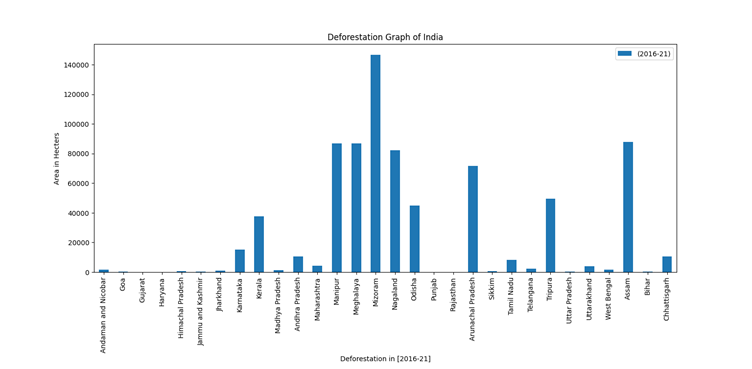 Deforestation Graph of India
(2016-21)
140000
120000
100000
80000
60000
40000
20000
0
Area in Hecters
Andaman and Nicobar
Goa
Gujarat
Haryana
Himachal Pradesh
Jammu and Kashmir
Jharkhand
Karnataka
Kerala
Madhya Pradesh
Andhra Pradesh
Maharashtra
Manipur
Meghalaya
Mizoram
Nagaland
Odisha
Punjab
Rajasthan
Arunachal Pradesh
Sikkim
Tamil Nadu
Telangana
Tripura
Uttar Pradesh
Uttarakhand
West Bengal
Assam
Bihar
Chhattisgarh
Deforestation in [2016-21]